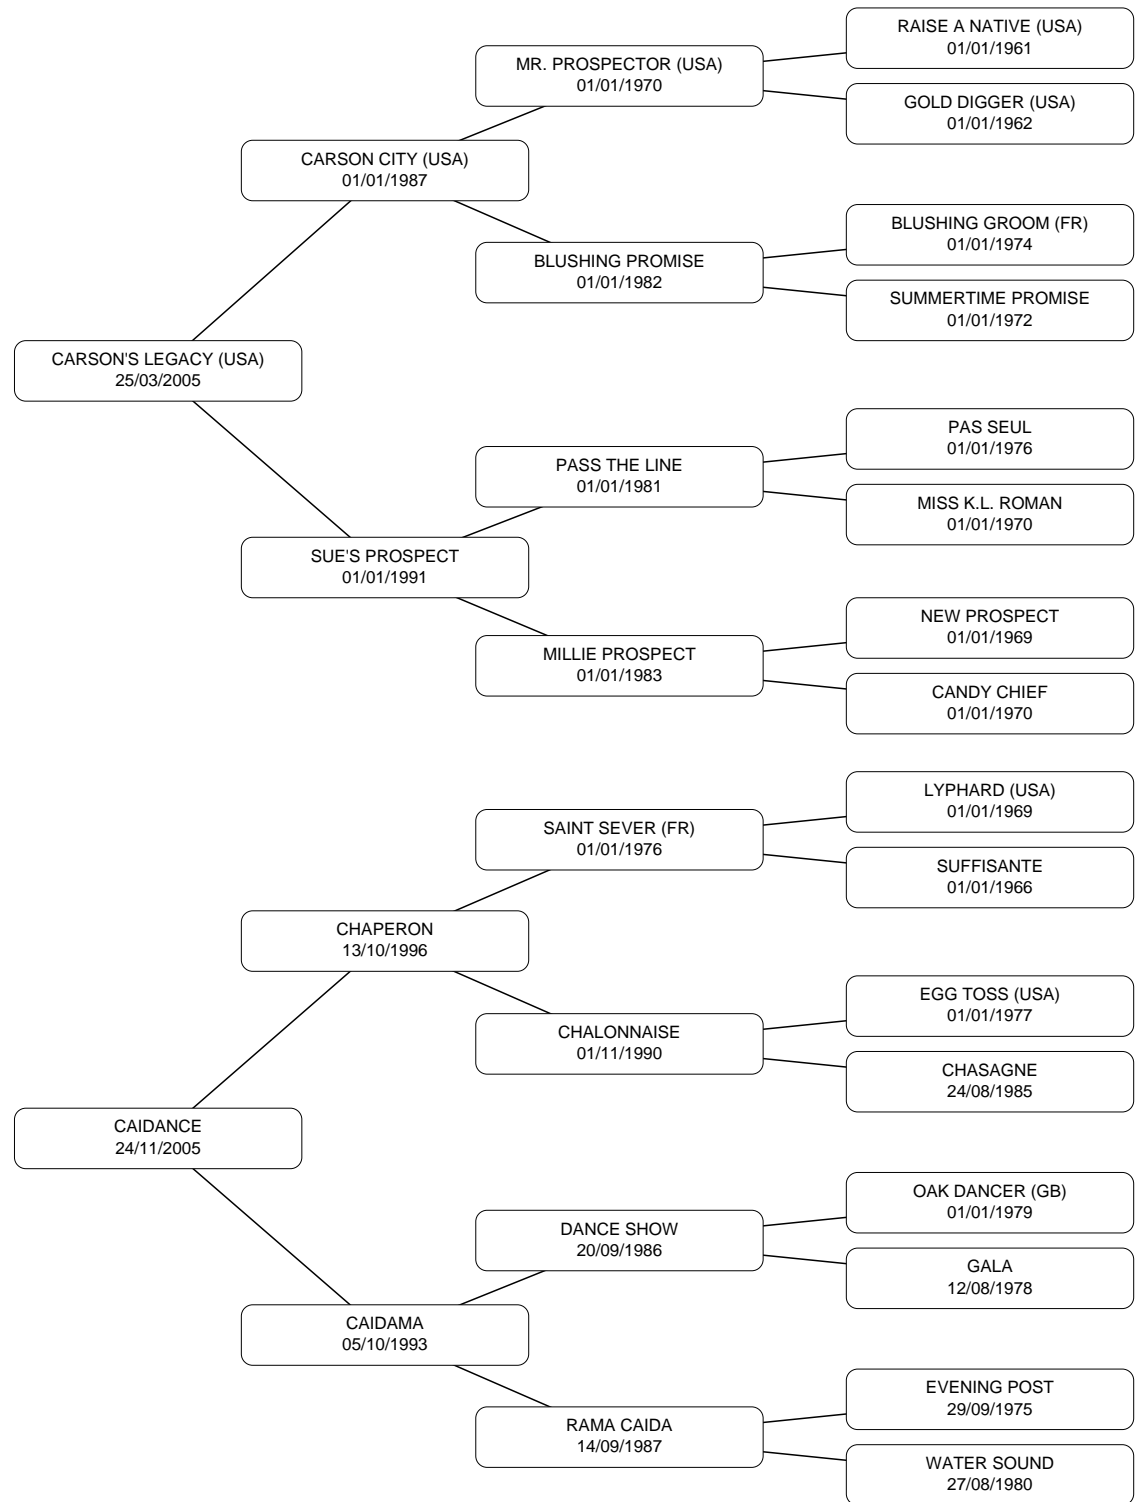 RAISE A NATIVE (USA)
01/01/1961
MR. PROSPECTOR (USA)
01/01/1970
GOLD DIGGER (USA)
01/01/1962
CARSON CITY (USA)
01/01/1987
BLUSHING GROOM (FR)
01/01/1974
BLUSHING PROMISE
01/01/1982
SUMMERTIME PROMISE
01/01/1972
CARSON'S LEGACY (USA)
25/03/2005
PAS SEUL
01/01/1976
PASS THE LINE
01/01/1981
MISS K.L. ROMAN
01/01/1970
SUE'S PROSPECT
01/01/1991
NEW PROSPECT
01/01/1969
MILLIE PROSPECT
01/01/1983
CANDY CHIEF
01/01/1970
LYPHARD (USA)
01/01/1969
SAINT SEVER (FR)
01/01/1976
SUFFISANTE
01/01/1966
CHAPERON
13/10/1996
EGG TOSS (USA)
01/01/1977
CHALONNAISE
01/11/1990
CHASAGNE
24/08/1985
CAIDANCE
24/11/2005
OAK DANCER (GB)
01/01/1979
DANCE SHOW
20/09/1986
GALA
12/08/1978
CAIDAMA
05/10/1993
EVENING POST
29/09/1975
RAMA CAIDA
14/09/1987
WATER SOUND
27/08/1980